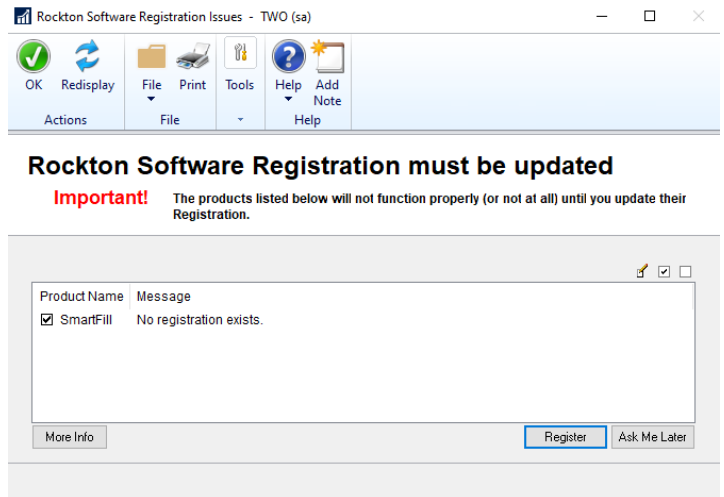 Rockton Software Registration Issues - TWO (sa)
OK Redisplay File Print Tools Help Add Note
Actions File Help
Rockton Software Registration must be updated
Important! The products listed below will not function properly (or not at all) until you update their
Registration.
Product Name Message
SmartFill No registration exists.
More Info Register Ask Me Later